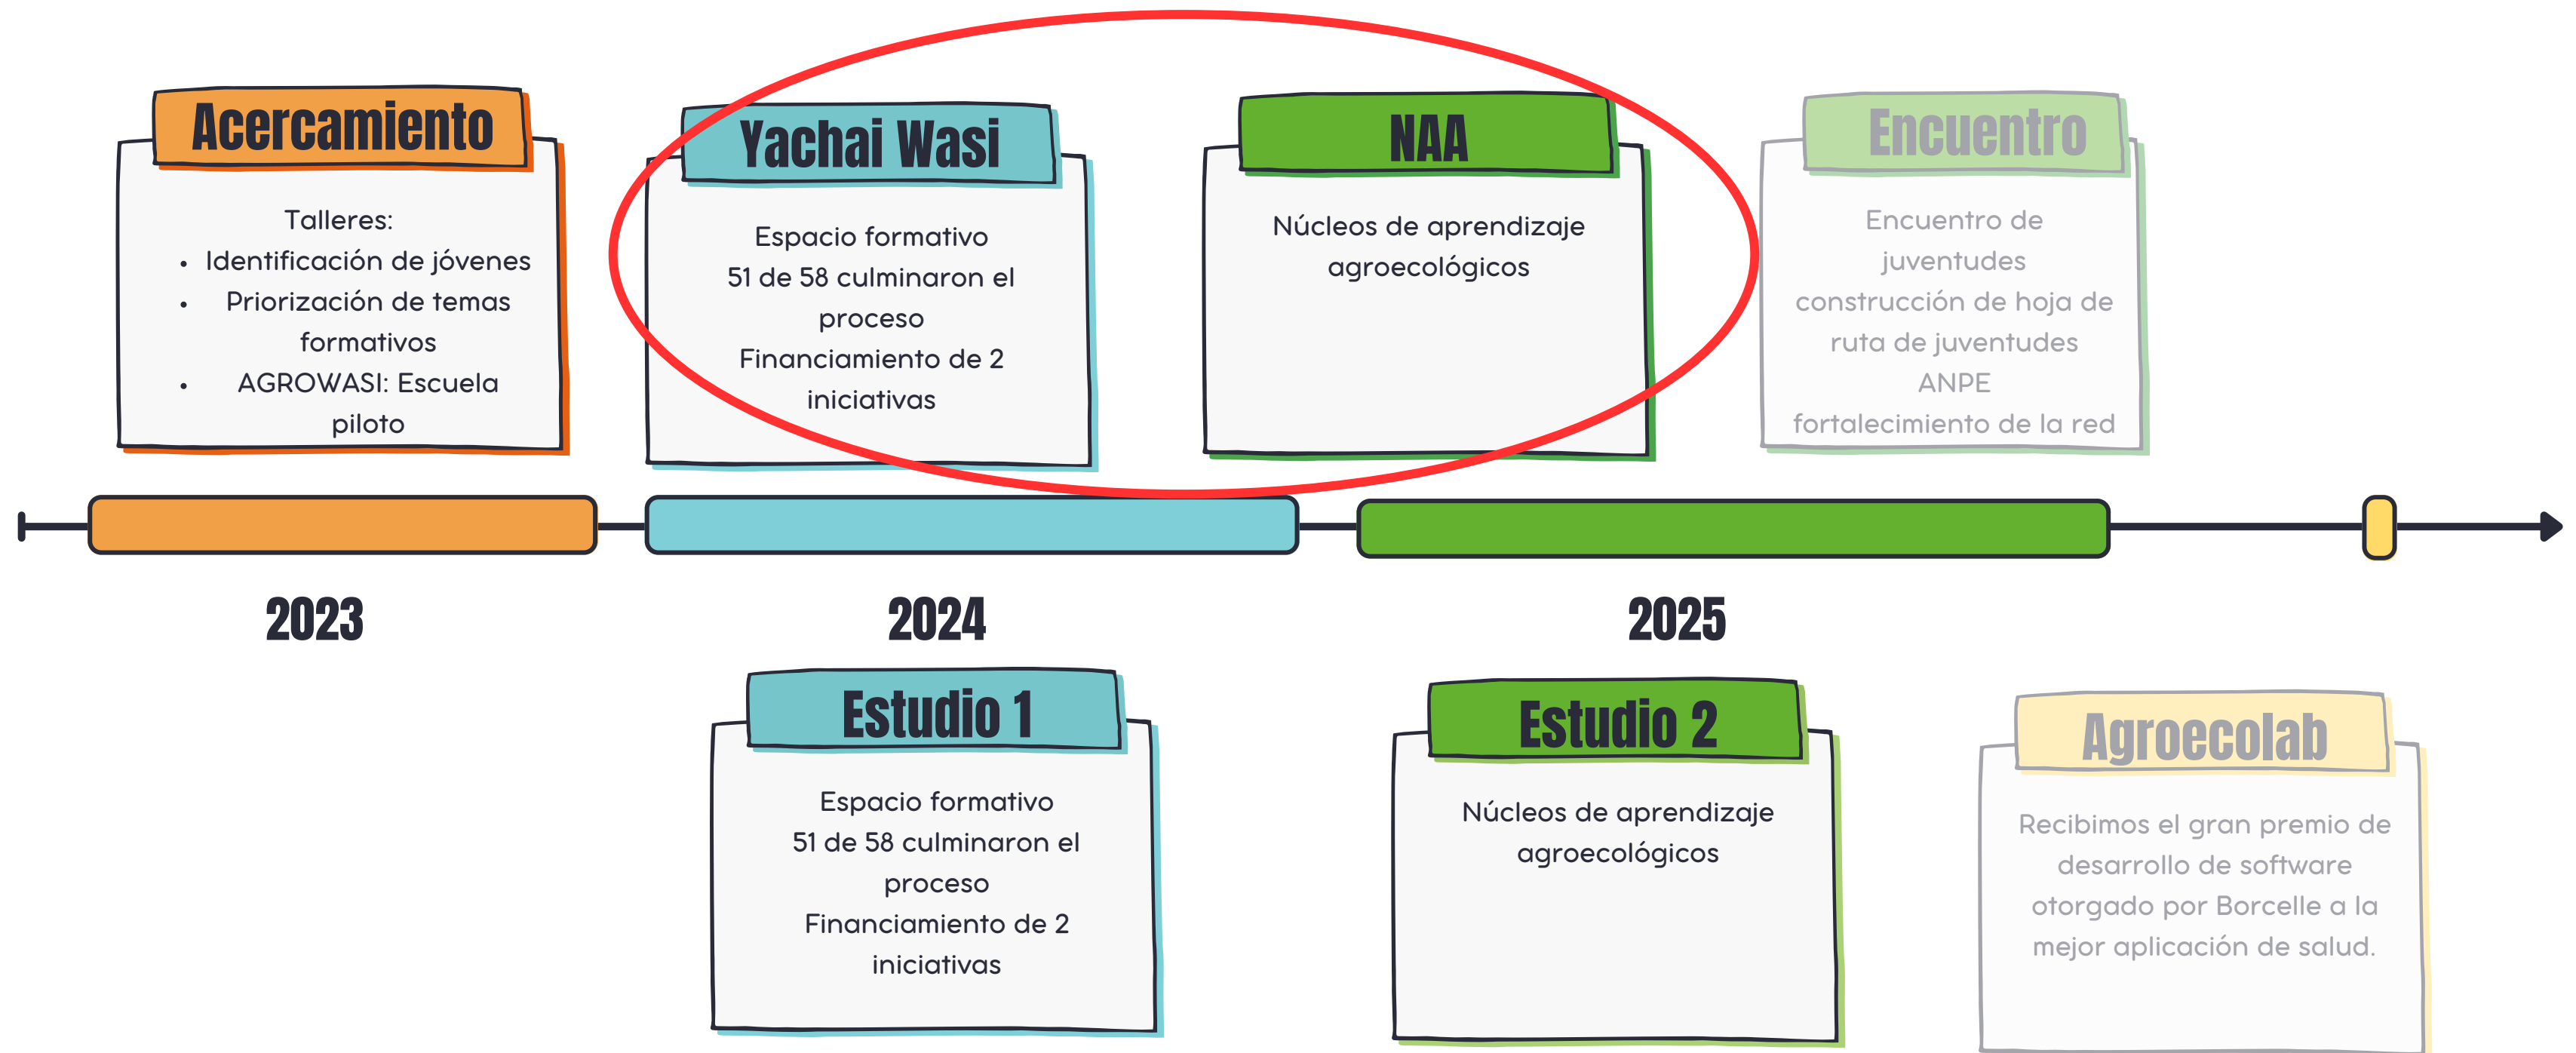 Acercamiento
Talleres:
• Identificación de jóvenes
• Priorización de temas
formativos
• AGROWASI: Escuela
piloto
Yachai Wasi
Espacio formativo
51 de 58 culminaron el
proceso
Financiamiento de 2
iniciativas
NAA
Núcleos de aprendizaje
agroecológicos
Encuentro
Encuentro de
juventudes
construcción de hoja de
ruta de juventudes
ANPE
fortalecimiento de la red
2023
2024
2025
Estudio 1
Espacio formativo
51 de 58 culminaron el
proceso
Financiamiento de 2
iniciativas
Estudio 2
Núcleos de aprendizaje
agroecológicos
Agroecolab
Recibimos el gran premio de
desarrollo de software
otorgado por Borcelle a la
mejor aplicación de salud.